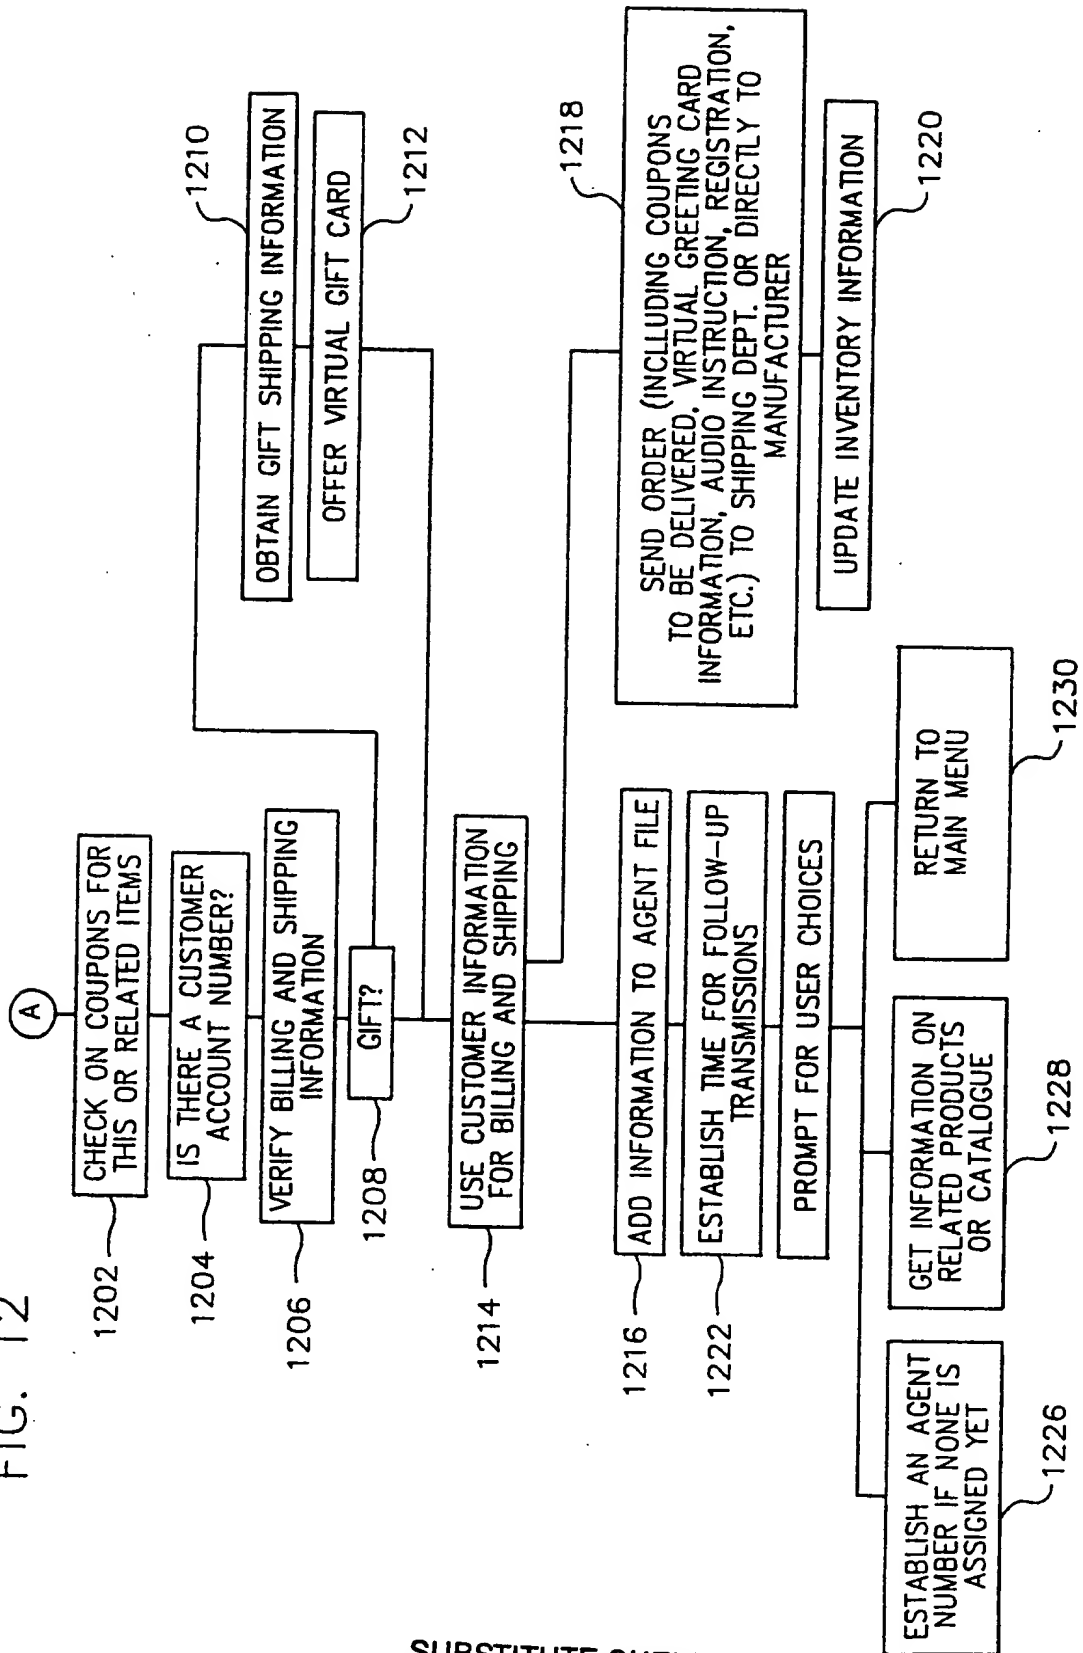 FIG. 12
A
CHECK ON COUPONS FOR
THIS OR RELATED ITEMS
1202
IS THERE A CUSTOMER
ACCOUNT NUMBER?
1204
VERIFY BILLING AND SHIPPING
INFORMATION
1206
GIFT?
1208
OBTAIN GIFT SHIPPING INFORMATION
1210
OFFER VIRTUAL GIFT CARD
1212
USE CUSTOMER INFORMATION
FOR BILLING AND SHIPPING
1214
ADD INFORMATION TO AGENT FILE
1216
SEND ORDER (INCLUDING COUPONS
TO BE DELIVERED, VIRTUAL GREETING CARD
INFORMATION, AUDIO INSTRUCTION, REGISTRATION,
ETC.) TO SHIPPING DEPT. OR DIRECTLY TO
MANUFACTURER
1218
UPDATE INVENTORY INFORMATION
1220
ESTABLISH TIME FOR FOLLOW-UP
TRANSMISSIONS
1222
PROMPT FOR USER CHOICES
ESTABLISH AN AGENT
NUMBER IF NONE IS
ASSIGNED YET
1226
GET INFORMATION ON
RELATED PRODUCTS
OR CATALOGUE
1228
RETURN TO
MAIN MENU
1230